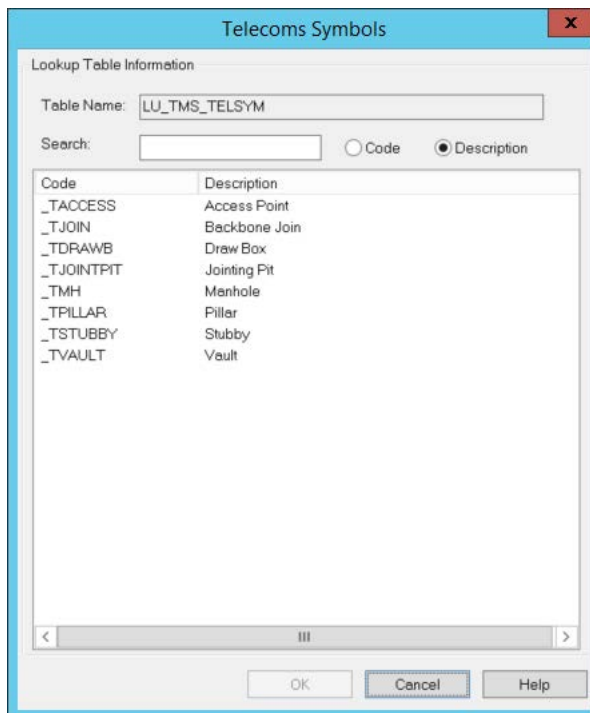 Telecoms Symbols
x
Lookup Table Information
Table Name: LU_TMS_TELSYM
Search: Code Description
Code Description
_TACCESS Access Point
_TJOIN Backbone Join
_TDRAWB Draw Box
_TJOINTPIT Jointing Pit
_TMH Manhole
_TPILLAR Pillar
_TSTUBBY Stubby
_TVAULT Vault
OK Cancel Help